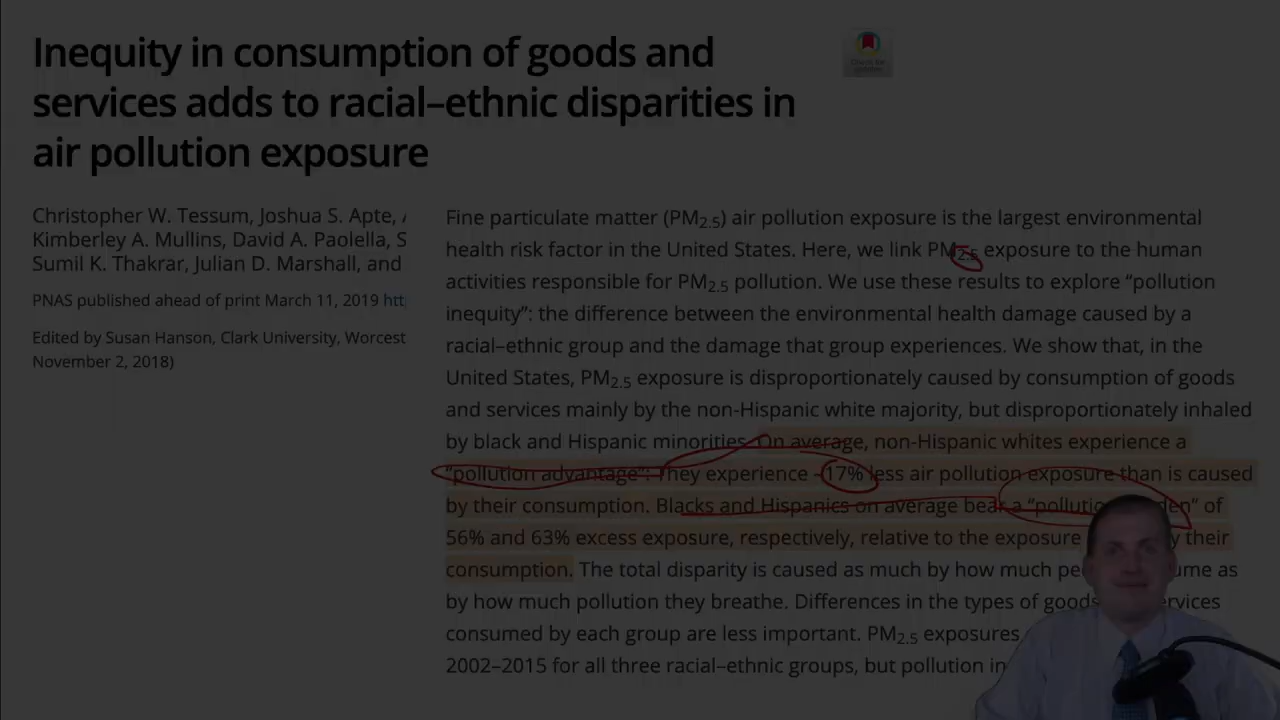 Inequity in consumption of goods and
services adds to racial–ethnic disparities in
air pollution exposure
Check for
updates
Christopher W. Tessum, Joshua S. Apte,
Kimberley A. Mullins, David A. Paolella, S
Sumil K. Thakrar, Julian D. Marshall, and
PNAS published ahead of print March 11, 2019 htt
Edited by Susan Hanson, Clark University, Worcest
November 2, 2018)
Fine particulate matter (PM2.5) air pollution exposure is the largest environmental
health risk factor in the United States. Here, we link PM2.5 exposure to the human
activities responsible for PM2.5 pollution. We use these results to explore “pollution
inequity”: the difference between the environmental health damage caused by a
racial–ethnic group and the damage that group experiences. We show that, in the
United States, PM2.5 exposure is disproportionately caused by consumption of goods
and services mainly by the non-Hispanic white majority, but disproportionately inhaled
by black and Hispanic minorities. On average, non-Hispanic whites experience a
“pollution advantage”: They experience ~17% less air pollution exposure than is caused
by their consumption. Blacks and Hispanics on average bear a “pollutio en” of
56% and 63% excess exposure, respectively, relative to the exposure y their
consumption. The total disparity is caused as much by how much pe ume as
by how much pollution they breathe. Differences in the types of goods ervices
consumed by each group are less important. PM2.5 exposures
2002–2015 for all three racial–ethnic groups, but pollution in